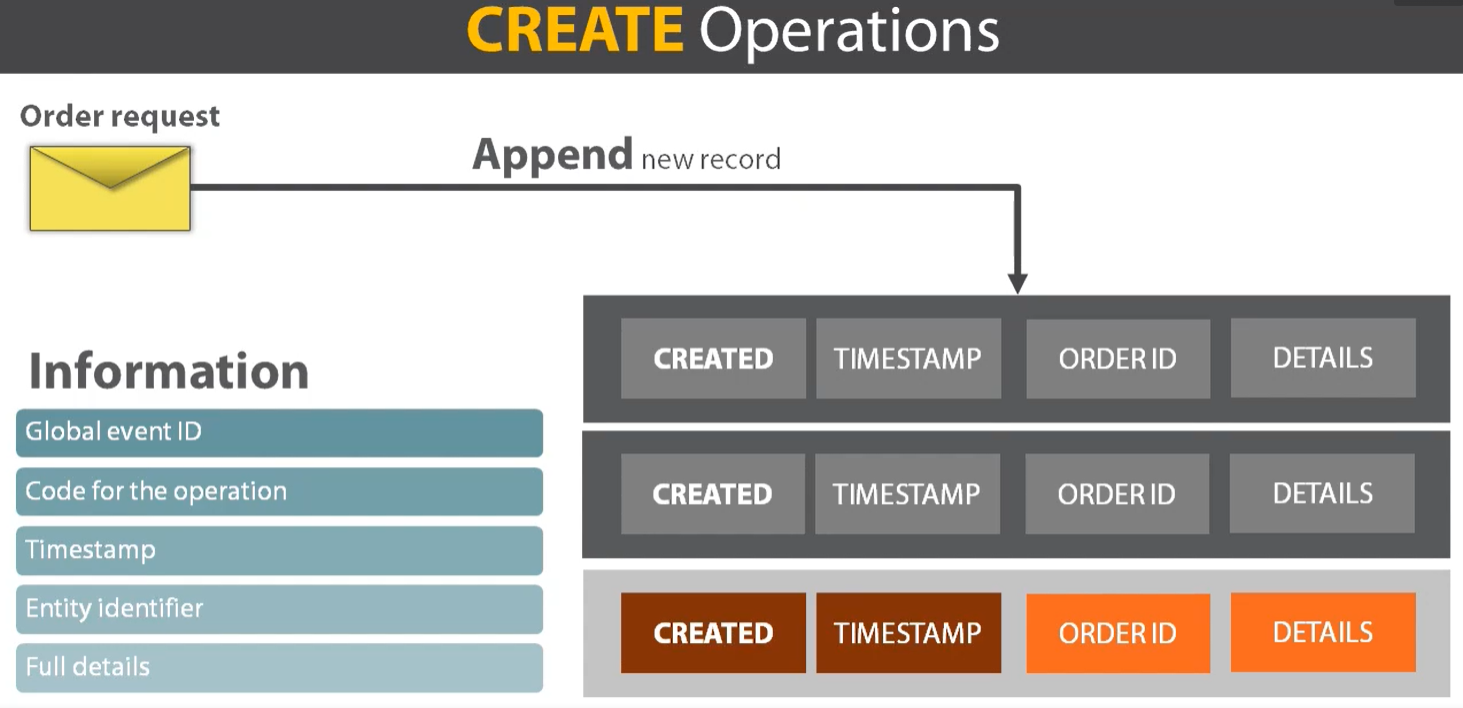 CREATE Operations
Order request
Append new record
Information
Global event ID
Code for the operation
Timestamp
Entity identifier
Full details
CREATED TIMESTAMP ORDER ID DETAILS
CREATED TIMESTAMP ORDER ID DETAILS
CREATED TIMESTAMP ORDER ID DETAILS